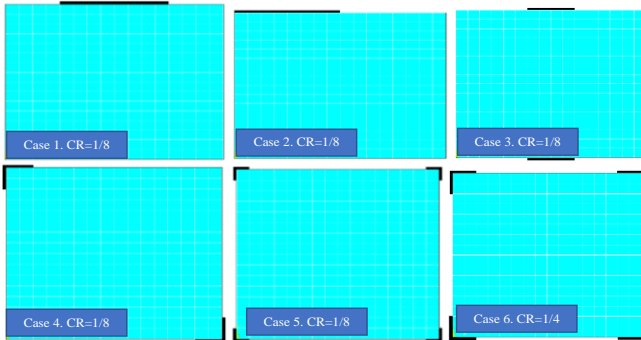 Case 1. CR=1/8
Case 2. CR=1/8
Case 3. CR=1/8
Case 4. CR=1/8
Case 5. CR=1/8
Case 6. CR=1/4